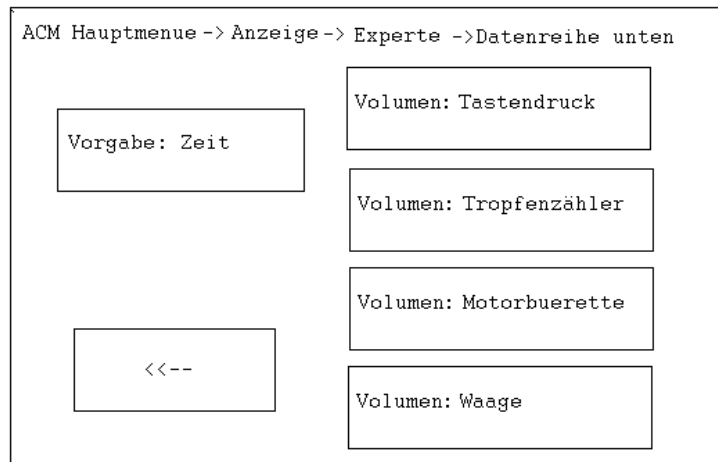 ACM Hauptmenue -> Anzeige -> Experte ->Datenreihe unten
Vorgabe: Zeit
<<--
Volumen: Tastendruck
Volumen: Tropfenzähler
Volumen: Motorbuerette
Volumen: Waage